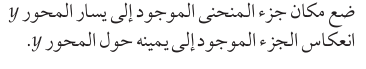 ضع مكان جزء المنحنى الموجود إلى يسار المحور y
انعكاس الجزء الموجود إلى يمينه حول المحور y.